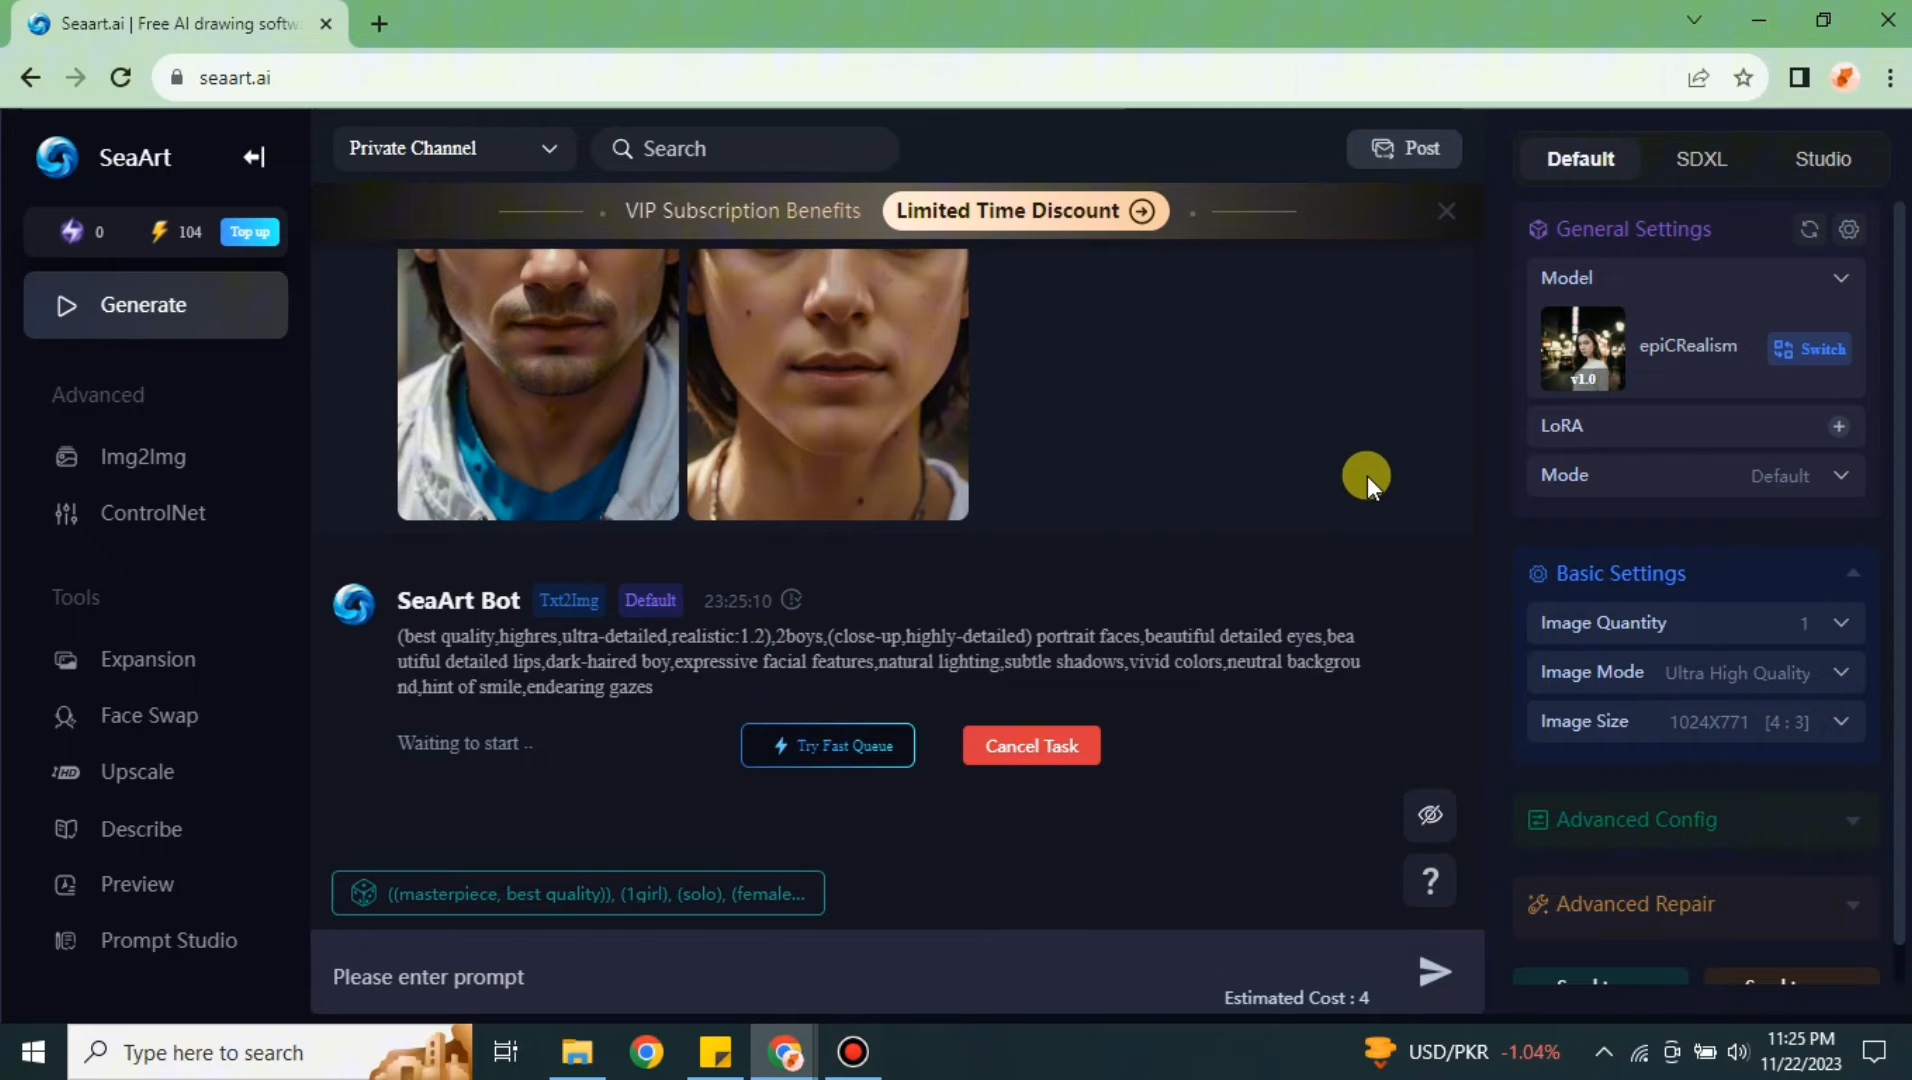 Seaart.ai | Free AI drawing softw
seaart.ai
SeaArt
0
104
Top up
Generate
Advanced
Img2Img
ControlNet
Tools
Expansion
Face Swap
Upscale
Describe
Preview
Prompt Studio
Private Channel
Search
Post
VIP Subscription Benefits
Limited Time Discount
SeaArt Bot
Txt2Img
Default
23:25:10
(best quality,highres,ultra-detailed,realistic:1.2),2boys,(close-up,highly-detailed) portrait faces,beautiful detailed eyes,bea
utiful detailed lips,dark-haired boy,expressive facial features,natural lighting,subtle shadows,vivid colors,neutral backgrou
nd,hint of smile,endearing gazes
Waiting to start ..
Try Fast Queue
Cancel Task
((masterpiece, best quality)), (1girl), (solo), (female...
?
Please enter prompt
Estimated Cost : 4
Default
SDXL
Studio
General Settings
Model
v1.0
epiCRealism
Switch
LoRA
Mode
Default
Basic Settings
Image Quantity
1
Image Mode
Ultra High Quality
Image Size
1024X771 [4 : 3]
Advanced Config
Advanced Repair
Type here to search
USD/PKR -1.04%
11:25 PM
11/22/2023